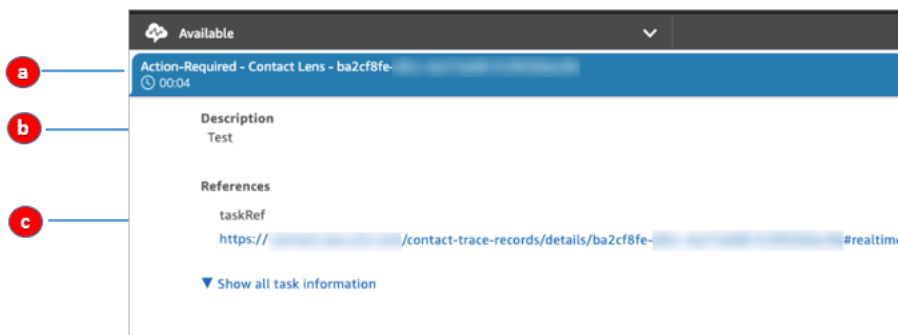 Available
a
Action-Required - Contact Lens - ba2cf8fe-
00:04
b
Description
Test
References
c
taskRef
https:// /contact-trace-records/details/ba2cf8fe- #realtime
Show all task information